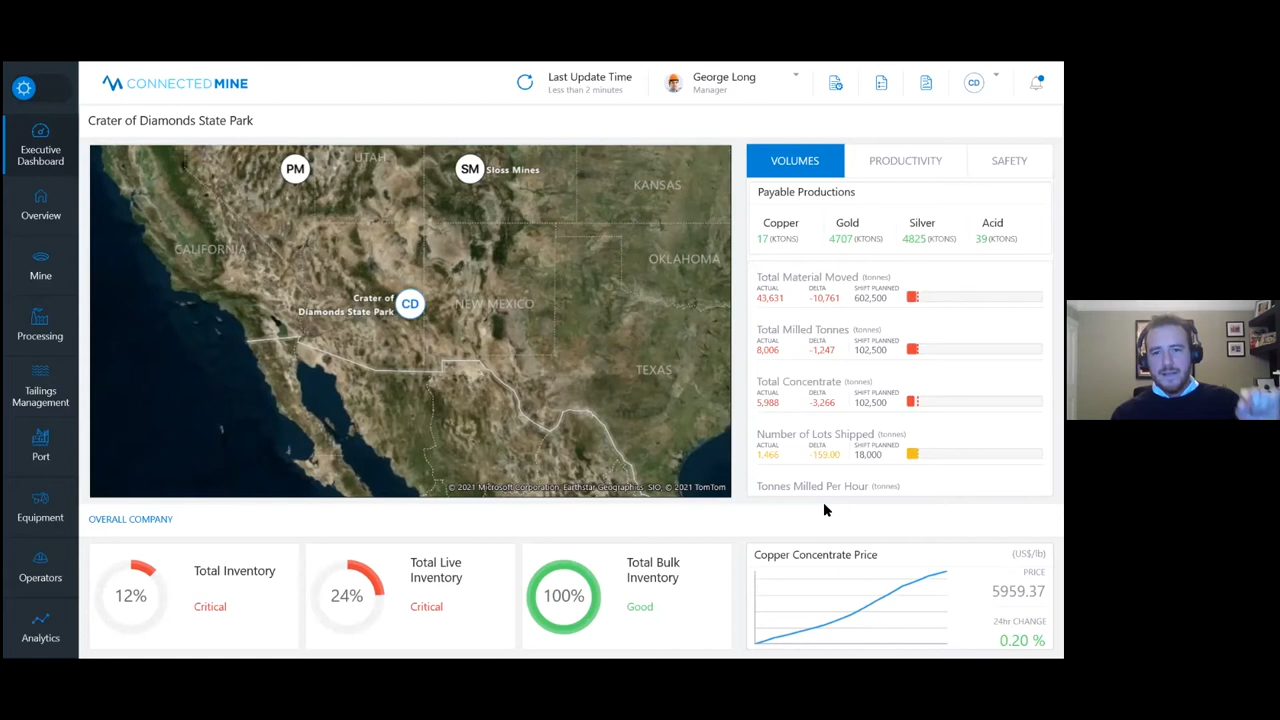 CONNECTED MINE
Last Update Time
Less than 2 minutes
George Long
Manager
CD
Crater of Diamonds State Park
Executive
Dashboard
Overview
Mine
Processing
Tailings
Management
Port
Equipment
Operators
Analytics
PM
UTAH
SM
Sloss Mines
KANSAS
CALIFORNIA
OKLAHOMA
Crater of
Diamonds State Park
CD
NEW MEXICO
TEXAS
© 2021 Microsoft Corporation, Earthstar Geographics SIO, © 2021 TomTom
VOLUMES
PRODUCTIVITY
SAFETY
Payable Productions
Copper Gold Silver Acid
17 (KTONS) 4707 (KTONS) 4825 (KTONS) 39 (KTONS)
Total Material Moved (tonnes)
ACTUAL DELTA SHIFT PLANNED
43,631 -10,761 602,500
Total Milled Tonnes (tonnes)
ACTUAL DELTA SHIFT PLANNED
8,006 -1,247 102,500
Total Concentrate (tonnes)
ACTUAL DELTA SHIFT PLANNED
5,988 -3,266 102,500
Number of Lots Shipped (tonnes)
ACTUAL DELTA SHIFT PLANNED
1,466 -159.00 18,000
Tonnes Milled Per Hour (tonnes)
OVERALL COMPANY
12%
Total Inventory
Critical
24%
Total Live
Inventory
Critical
100%
Total Bulk
Inventory
Good
Copper Concentrate Price (US$/lb)
PRICE
5959.37
24hr CHANGE
0.20 %